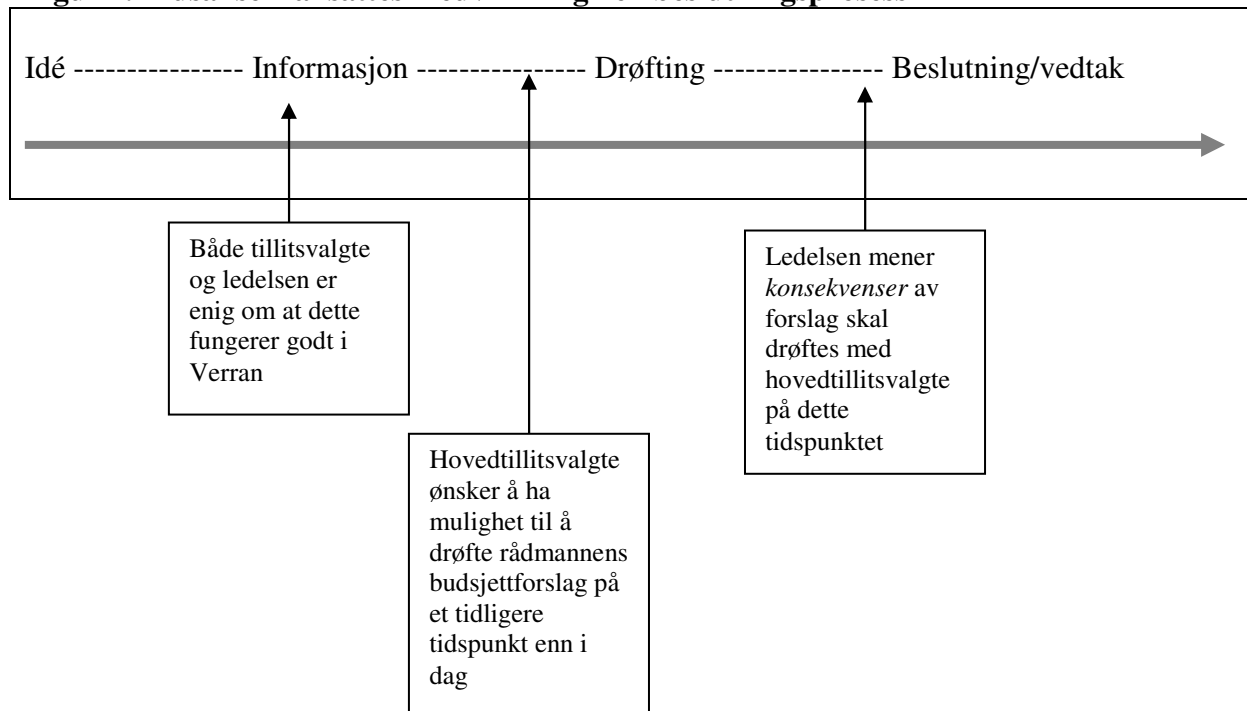 Idé --------------- Informasjon --------------- Drøfting --------------- Beslutning/vedtak
Både tillitsvalgte
og ledelsen er
enig om at dette
fungerer godt i
Verran
Hovedtillitsvalgte
ønsker å ha
mulighet til å
drøfte rådmannens
budsjettforslag på
et tidligere
tidspunkt enn i
dag
Ledelsen mener
konsekvenser av
forslag skal
drøftes med
hovedtillitsvalgte
på dette
tidspunktet